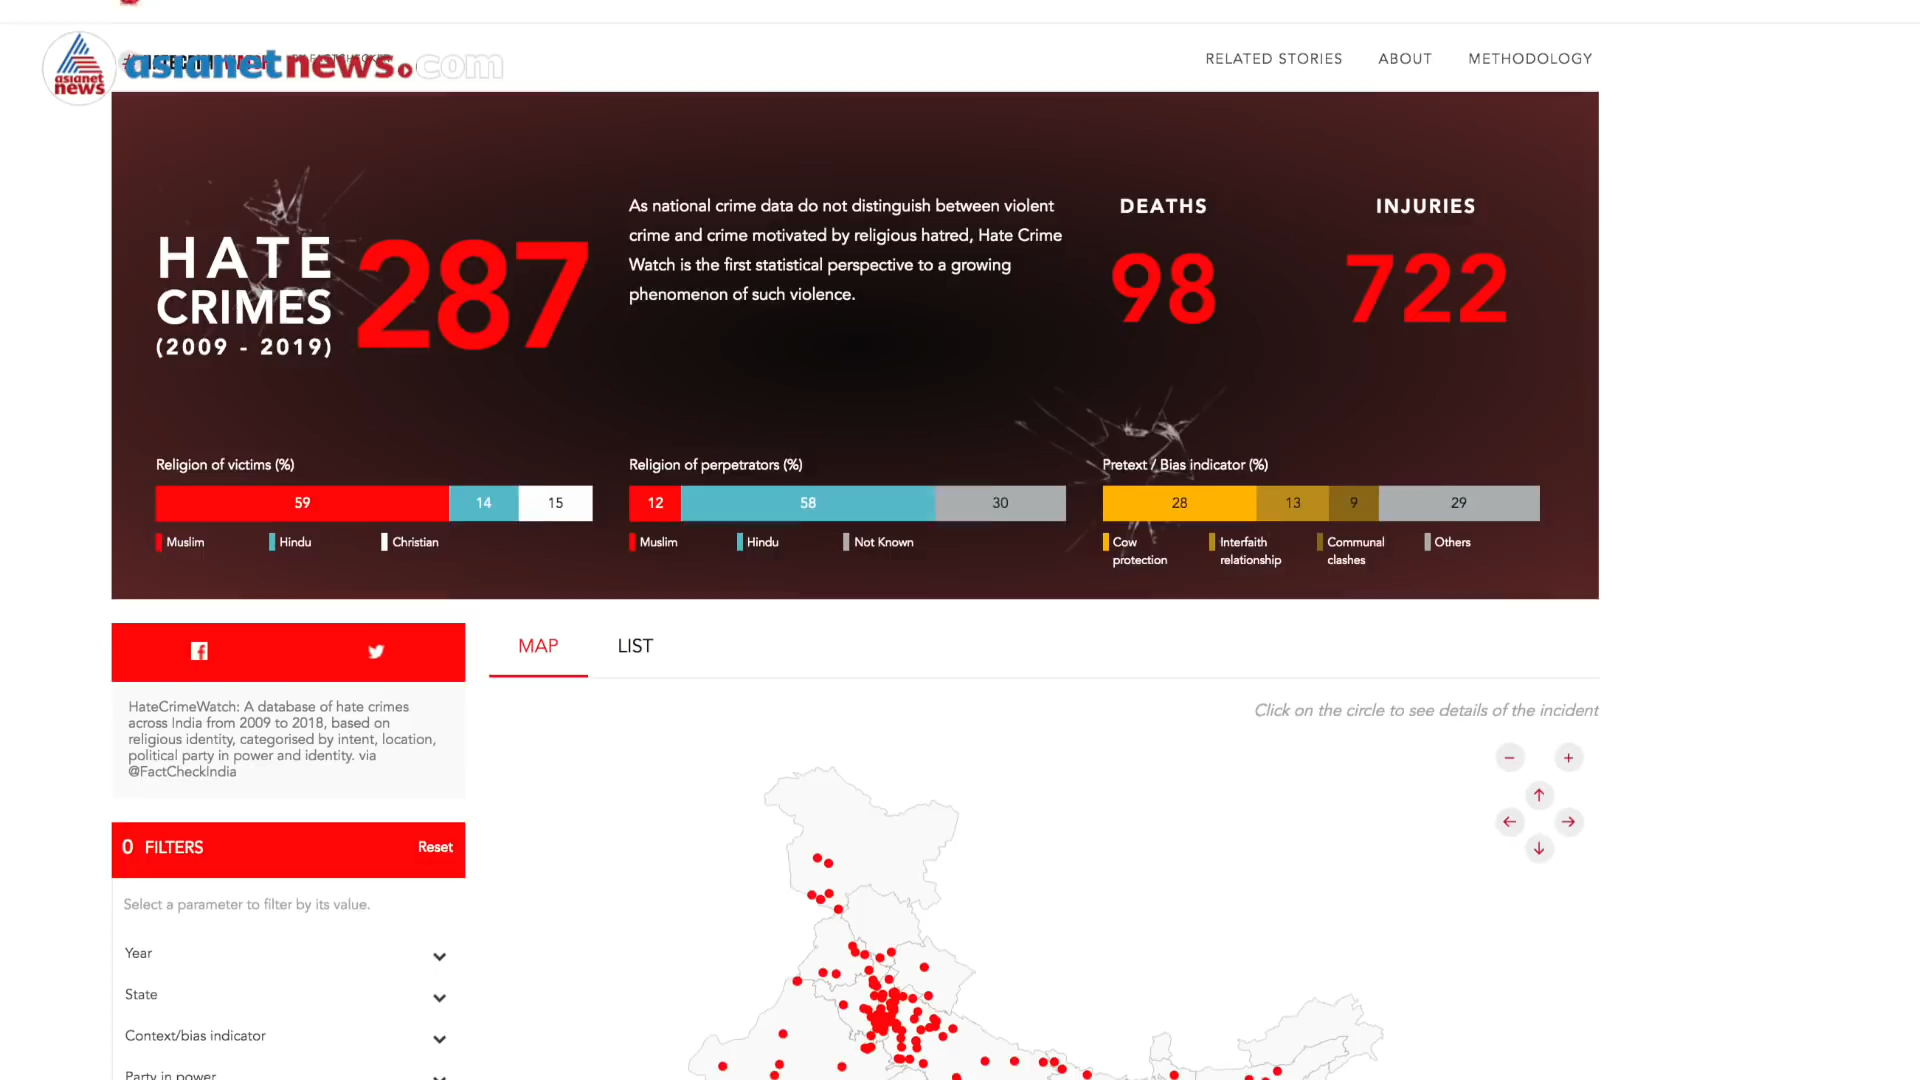 asianet news
asianetnews.com
RELATED STORIES
ABOUT
METHODOLOGY
HATE
CRIMES
(2009 - 2019)
287
As national crime data do not distinguish between violent
crime and crime motivated by religious hatred, Hate Crime
Watch is the first statistical perspective to a growing
phenomenon of such violence.
DEATHS
98
INJURIES
722
Religion of victims (%)
59 14 15
Muslim Hindu Christian
Religion of perpetrators (%)
12 58 30
Muslim Hindu Not Known
Pretext / Bias indicator (%)
28 13 9 29
Cow protection
Interfaith relationship
Communal clashes
Others
HateCrimeWatch: A database of hate crimes
across India from 2009 to 2018, based on
religious identity, categorised by intent, location,
political party in power and identity. via
@FactCheckIndia
0 FILTERS Reset
Select a parameter to filter by its value.
Year
State
Context/bias indicator
Party in power
MAP LIST
Click on the circle to see details of the incident